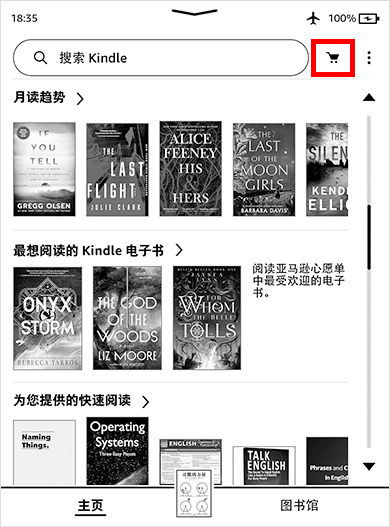 18:35
100%
搜索 Kindle
月读趋势
IF
YOU
TELL
GREGG OLSEN
THE
LAST
FLIGHT
JULIE CLARK
ALICE
FEENEY
HIS
&
HERS
THE
LAST
OF THE
MOON
GIRLS
BARBARA DAVIS
THE
SILEN
KENDR
ELLIO
最想阅读的 Kindle 电子书
ONYX
STORM
REBECCA YARROS
THE GOD
OF THE
WOODS
LIZ MOORE
FOR
WHOM
THE BELLE
TOLLS
阅读亚马逊心愿单
中最受欢迎的电子
书。
为您提供的快速阅读
Naming
Things.
Operating
Systems
Three Easy Pieces
ENGLISH
TALK
ENGLISH
Phrases and C
主页
图书馆